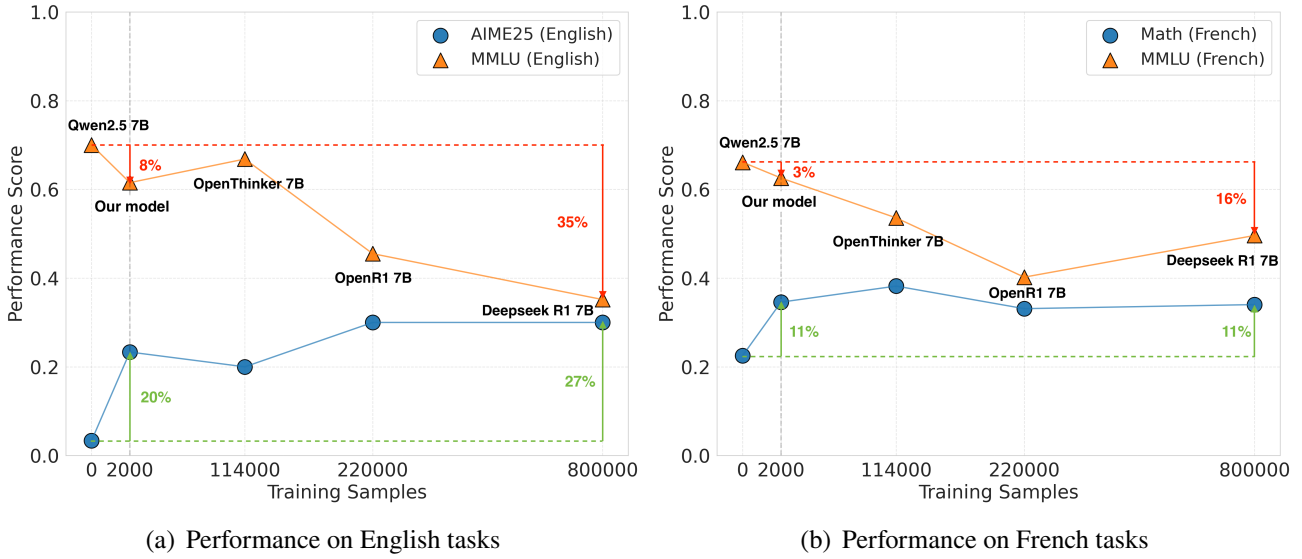 1.0
0.8
0.6
0.4
0.2
0.0
Performance Score
AIME25 (English)
MMLU (English)
Qwen2.5 7B
8%
Our model
OpenThinker 7B
OpenR1 7B
35%
Deepseek R1 7B
20%
27%
0 2000 114000 220000 800000
Training Samples
(a) Performance on English tasks
1.0
0.8
0.6
0.4
0.2
0.0
Performance Score
Math (French)
MMLU (French)
Qwen2.5 7B
3%
Our model
OpenThinker 7B
OpenR1 7B
16%
Deepseek R1 7B
11%
11%
0 2000 114000 220000 800000
Training Samples
(b) Performance on French tasks